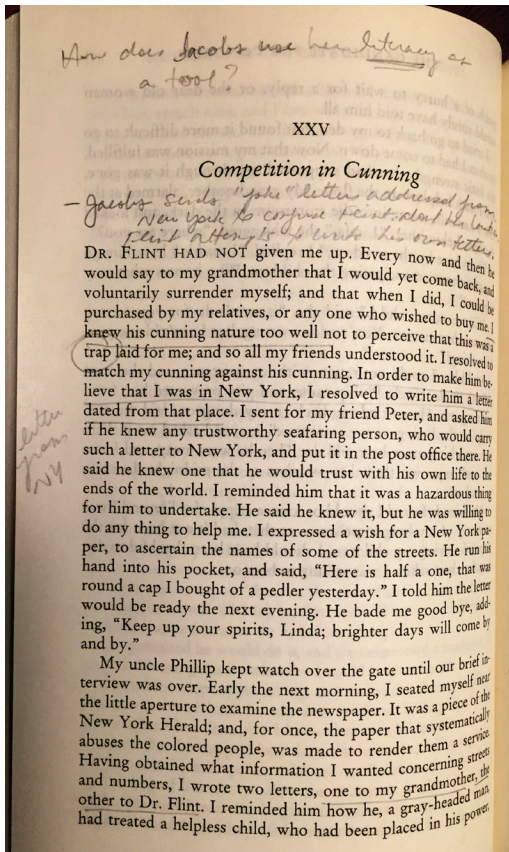 How does Jacobs use her literacy as
a tool?
XXV
Competition in Cunning
- Jacobs sends "fake" letters addressed from
New York to confuse Flint about her
Flint attempts to write his own letters.
DR. FLINT HAD NOT given me up. Every now and then he
would say to my grandmother that I would yet come back, and
voluntarily surrender myself; and that when I did, I could be
purchased by my relatives, or any one who wished to buy me. I
knew his cunning nature too well not to perceive that this was a
trap laid for me; and so all my friends understood it. I resolved to
match my cunning against his cunning. In order to make him be-
lieve that I was in New York, I resolved to write him a letter
dated from that place. I sent for my friend Peter, and asked him
if he knew any trustworthy seafaring person, who would carry
such a letter to New York, and put it in the post office there. He
said he knew one that he would trust with his own life to the
ends of the world. I reminded him that it was a hazardous thing
for him to undertake. He said he knew it, but he was willing to
do any thing to help me. I expressed a wish for a New York pa-
per, to ascertain the names of some of the streets. He run his
hand into his pocket, and said, "Here is half a one, that was
round a cap I bought of a pedler yesterday." I told him the letter
would be ready the next evening. He bade me good bye, add-
ing, "Keep up your spirits, Linda; brighter days will come by
and by."
letter
from
NY
My uncle Phillip kept watch over the gate until our brief in-
terview was over. Early the next morning, I seated myself near
the little aperture to examine the newspaper. It was a piece of the
New York Herald; and, for once, the paper that systematically
abuses the colored people, was made to render them a service.
Having obtained what information I wanted concerning streets
and numbers, I wrote two letters, one to my grandmother, the
other to Dr. Flint. I reminded him how he, a gray-headed man,
had treated a helpless child, who had been placed in his power,